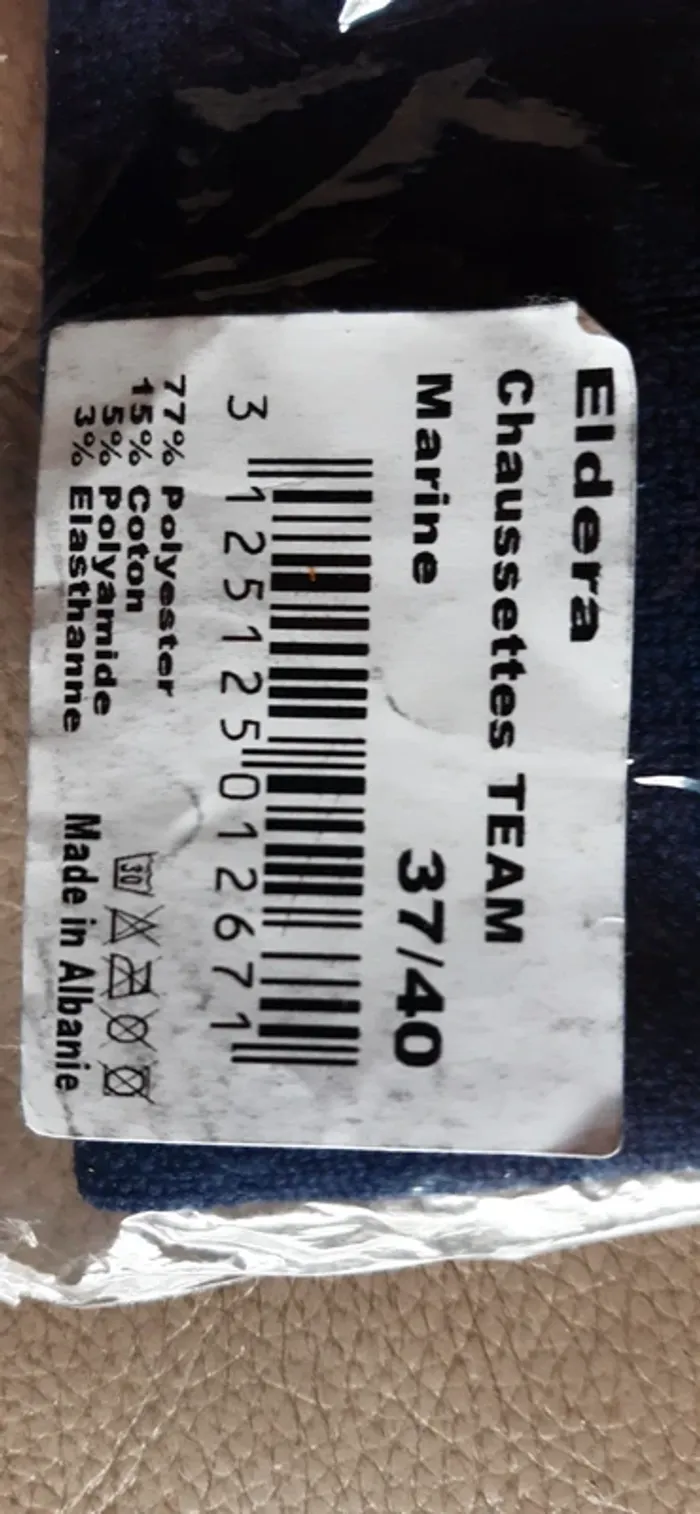 Eldera
Chaussettes TEAM
Marine 37/40
3 125125 012671
77% Polyester
15% Coton
5% Polyamide
3% Elasthanne
30
Made in Albanie